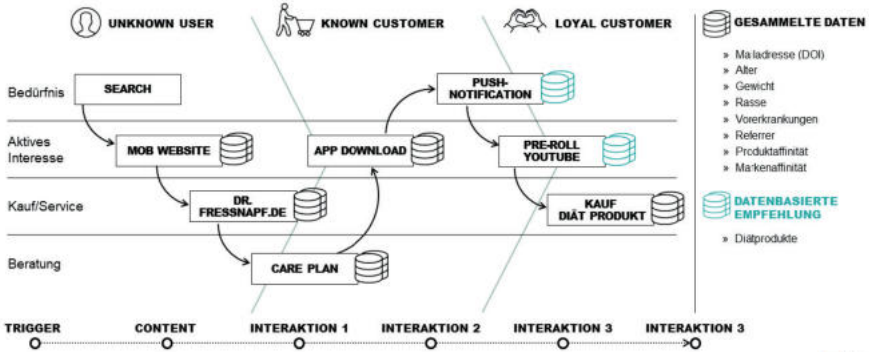 UNKNOWN USER
KNOWN CUSTOMER
LOYAL CUSTOMER
GESAMMELTE DATEN
» Mailadresse (DOI)
» Alter
» Gewicht
» Rasse
» Vorerkrankungen
» Referrer
» Produktaffinität
» Markenaffinität
DATENBASIERTE
EMPFEHLUNG
» Diätprodukte
Bedürfnis
SEARCH
PUSH-
NOTIFICATION
Aktives
Interesse
MOB WEBSITE
APP DOWNLOAD
PRE-ROLL
YOUTUBE
Kauf/Service
DR.
FRESSNAPF.DE
KAUF
DIÄT PRODUKT
Beratung
CARE PLAN
TRIGGER
CONTENT
INTERAKTION 1
INTERAKTION 2
INTERAKTION 3
INTERAKTION 3